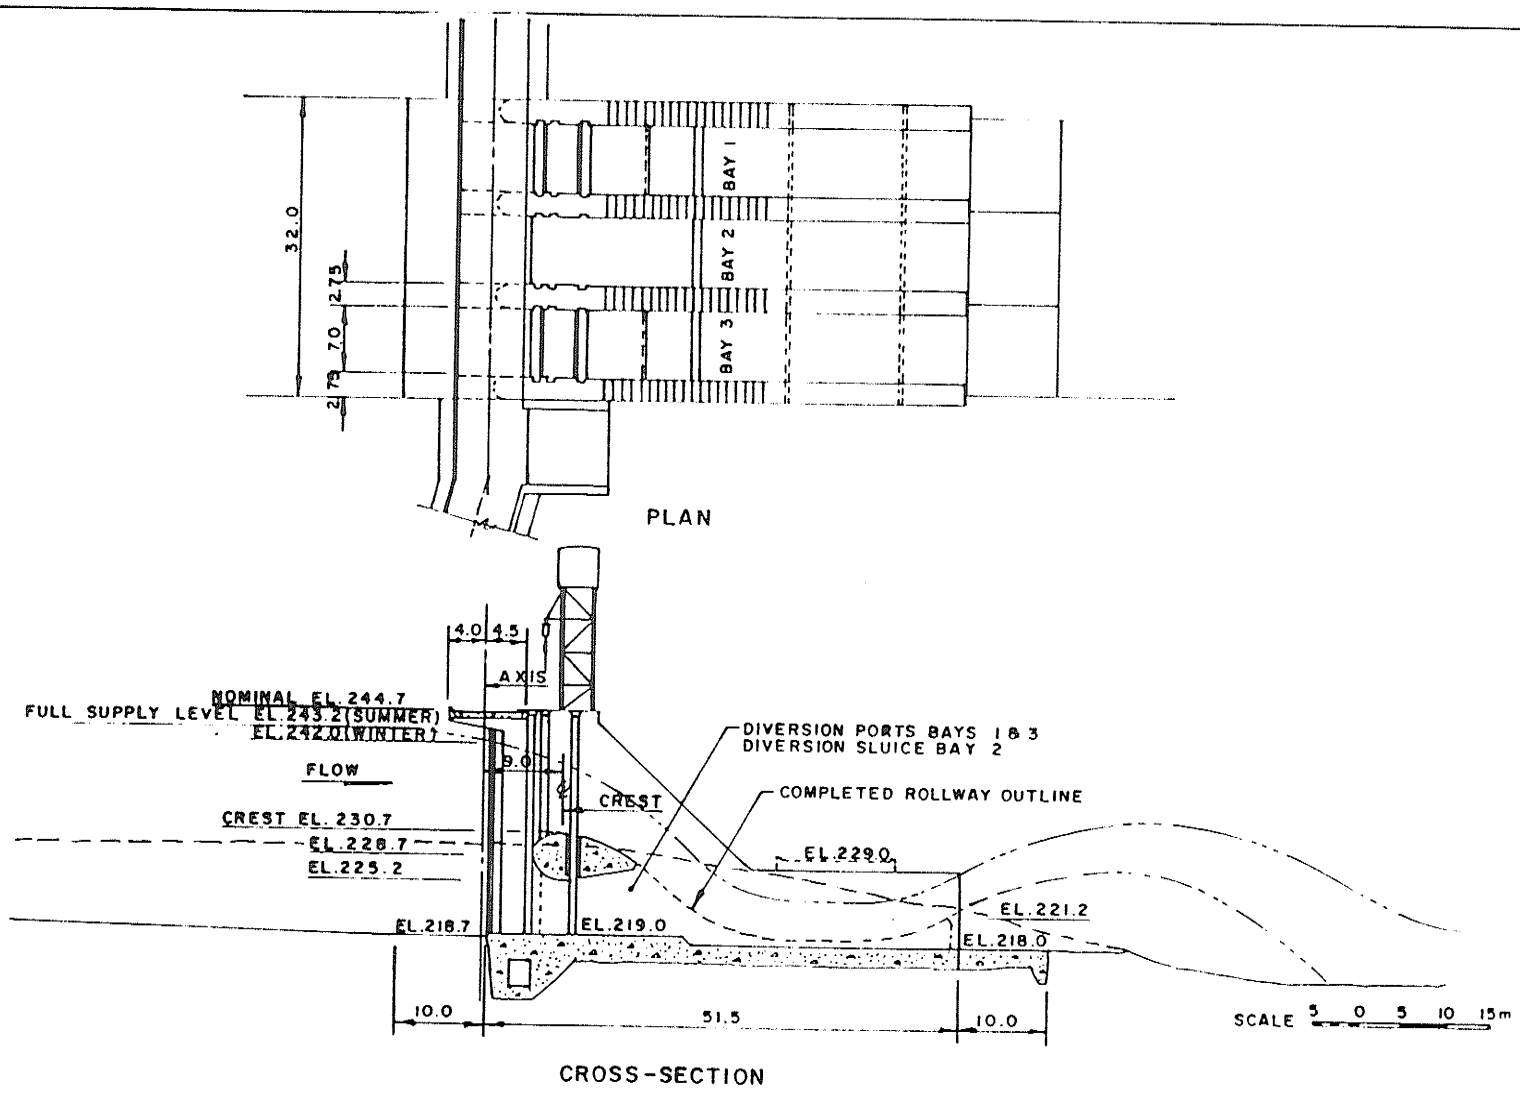 32.0
2.75
7.0
2.75
BAY 1
BAY 2
BAY 3
PLAN
4.0 4.5
AXIS
NOMINAL EL. 244.7
FULL SUPPLY LEVEL EL.243.2(SUMMER)
EL.242.0(WINTER)
9.0
FLOW
CREST
CREST EL. 230.7
EL.228.7
EL.225.2
DIVERSION PORTS BAYS 1 & 3
DIVERSION SLUICE BAY 2
COMPLETED ROLLWAY OUTLINE
EL.229.0
EL.221.2
EL.218.7
EL.219.0
EL.218.0
10.0
51.5
10.0
SCALE 5 0 5 10 15m
CROSS-SECTION